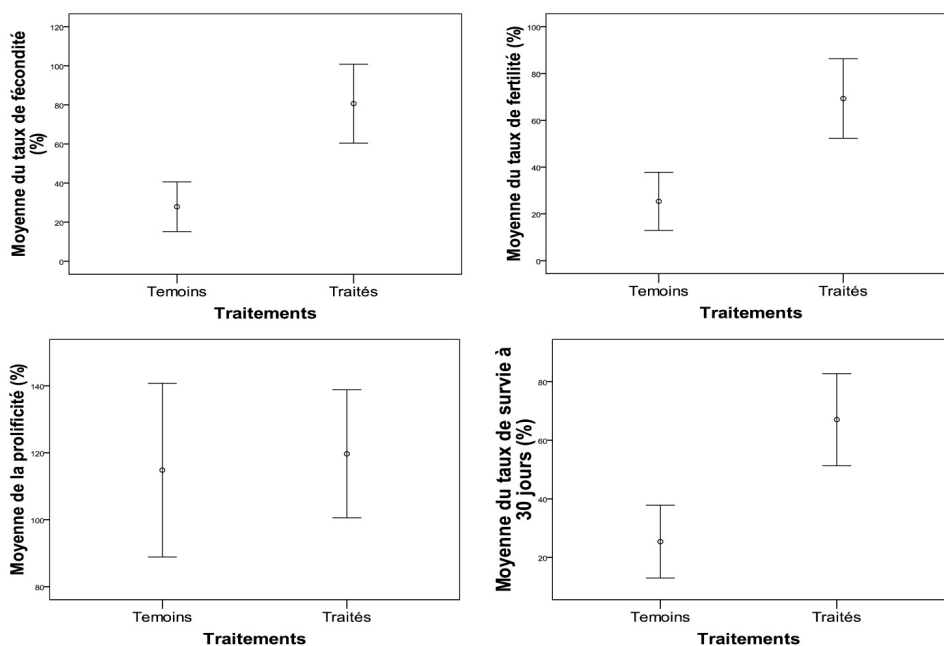 Moyenne du taux de fécondité
(%)
120
100
80
60
40
20
0
Temoins Traités
Traitements
Moyenne du taux de fertilité (%)
100
80
60
40
20
0
Temoins Traités
Traitements
Moyenne de la prolificité (%)
140
120
100
80
Temoins Traités
Traitements
Moyenne du taux de survie à
30 jours (%)
80
60
40
20
Temoins Traités
Traitements